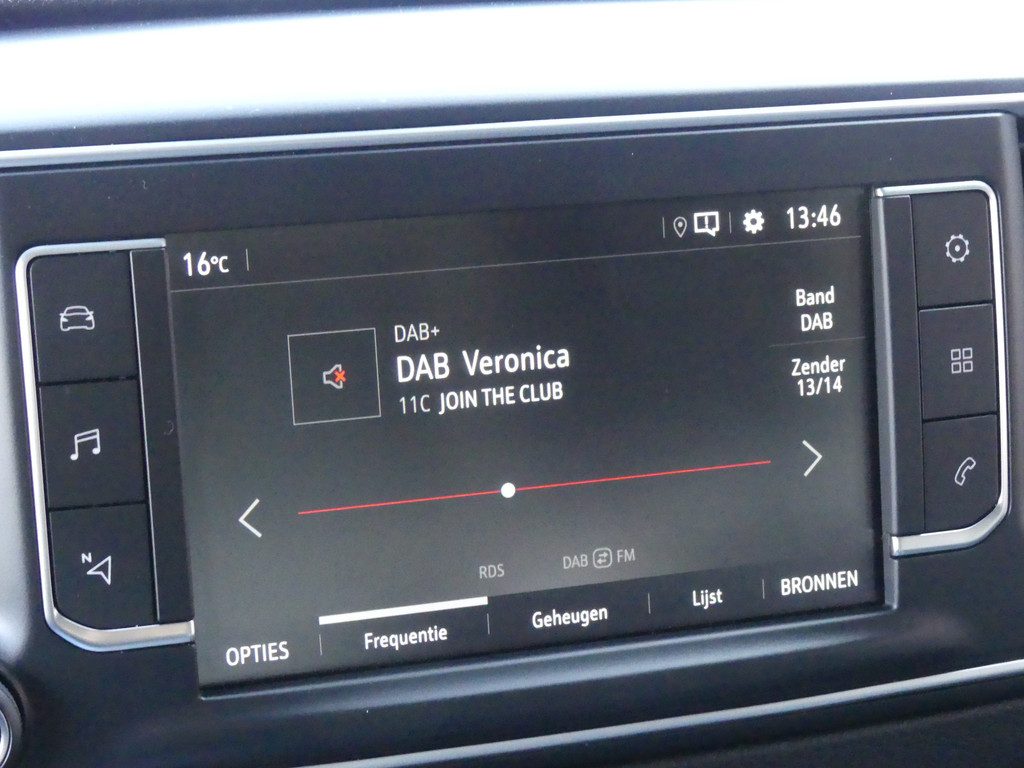 16°C
13:46
DAB+
DAB Veronica
11C JOIN THE CLUB
Band
DAB
Zender
13/14
N
RDS
DAB FM
OPTIES
Frequentie
Geheugen
Lijst
BRONNEN